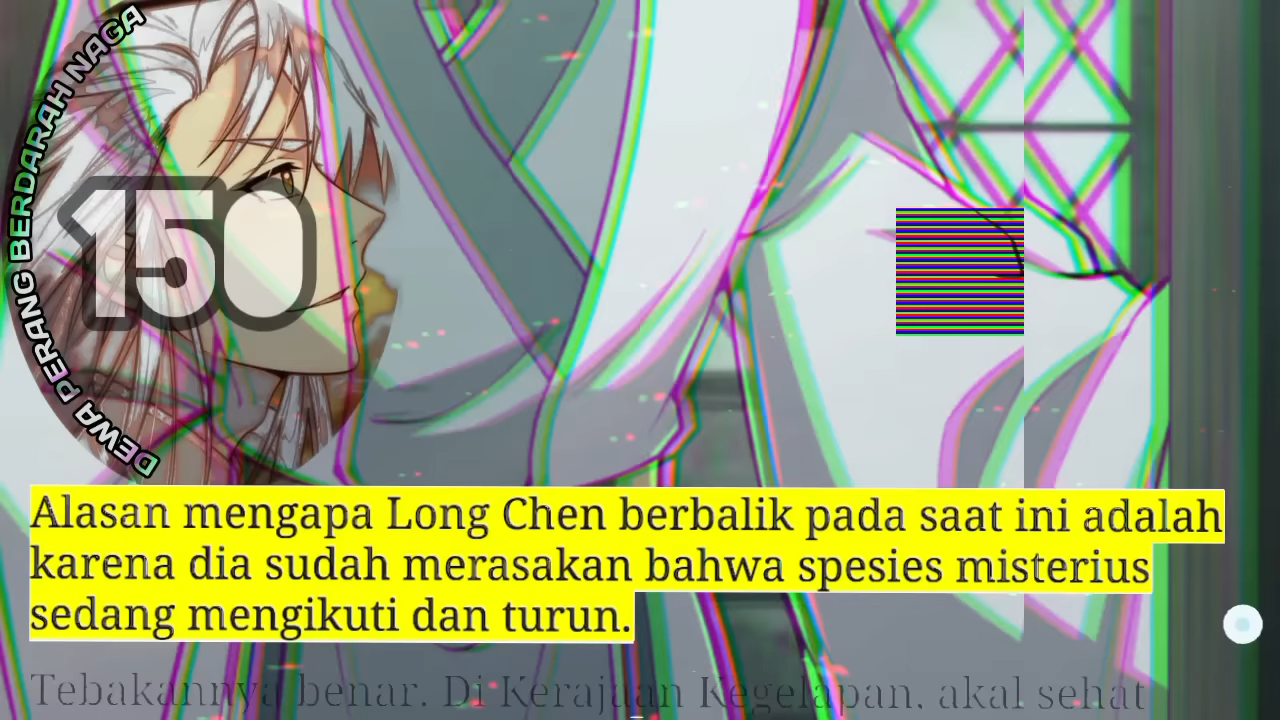 DEWA PERANG BERDARAH NAGA
150
Alasan mengapa Long Chen berbalik pada saat ini adalah
karena dia sudah merasakan bahwa spesies misterius
sedang mengikuti dan turun.
Tebakannya benar. Di Kerajaan Kegelapan, akal sehat